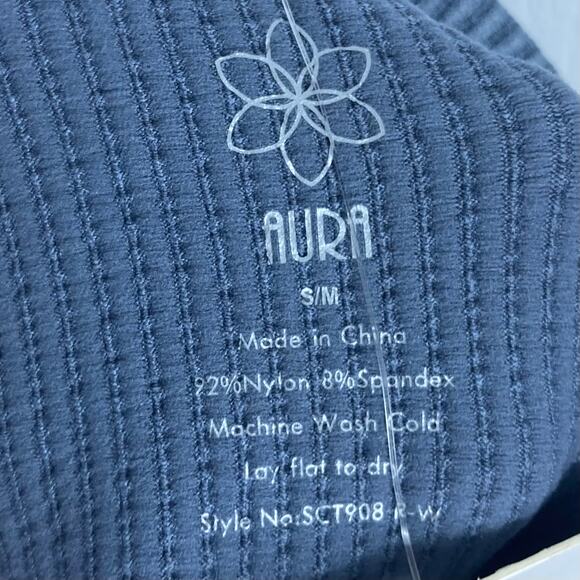 AURA
S/M
Made in China
92%Nylon 8%Spandex
Machine Wash Cold
Lay flat to dry
Style No:SCT908 R-W